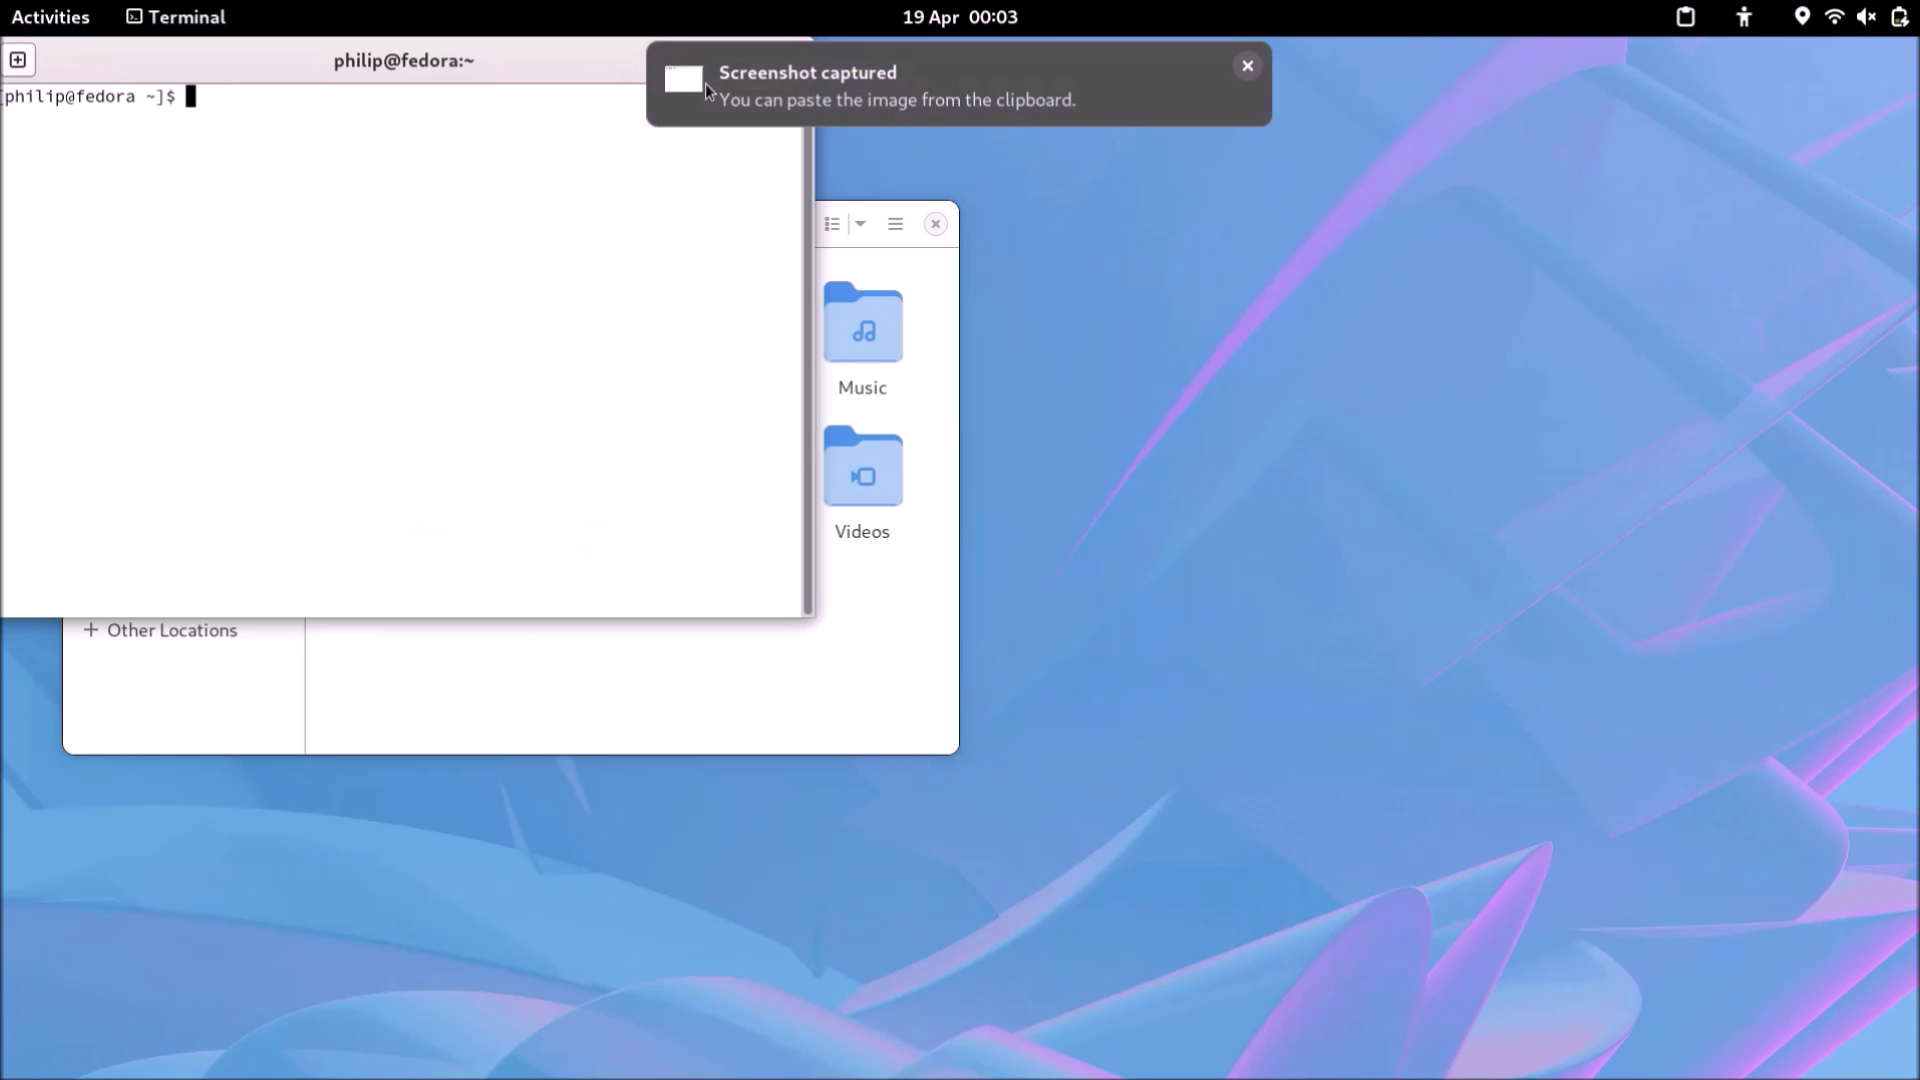 Activities Terminal 19 Apr 00:03
philip@fedora:~
Screenshot captured
You can paste the image from the clipboard.
philip@fedora ~]$
Music
Videos
Other Locations